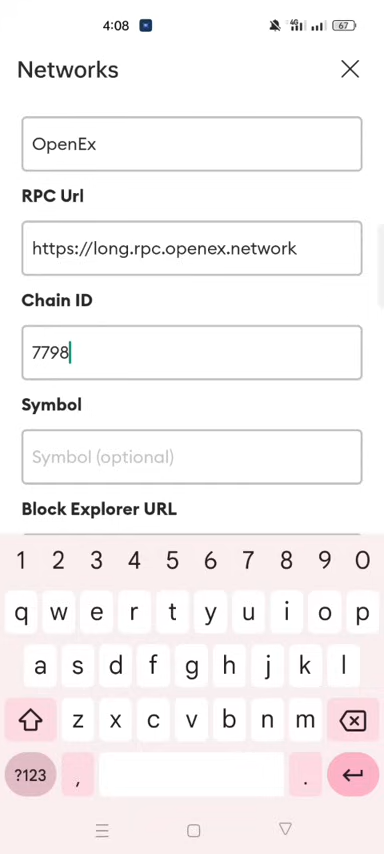 4:08
4G
67
Networks
OpenEx
RPC Url
https://long.rpc.openex.network
Chain ID
7798
Symbol
Symbol (optional)
Block Explorer URL
1 2 3 4 5 6 7 8 9 0
q w e r t y u i o p
a s d f g h j k l
z x c v b n m
?123 , .